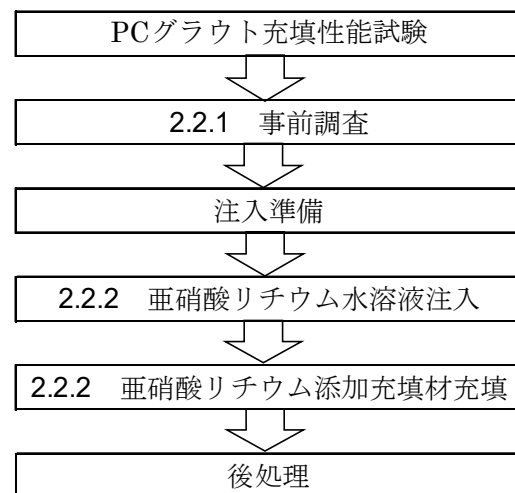 PCグラウト充填性能試験
2.2.1　事前調査
注入準備
2.2.2　亜硝酸リチウム水溶液注入
2.2.2　亜硝酸リチウム添加充填材充填
後処理